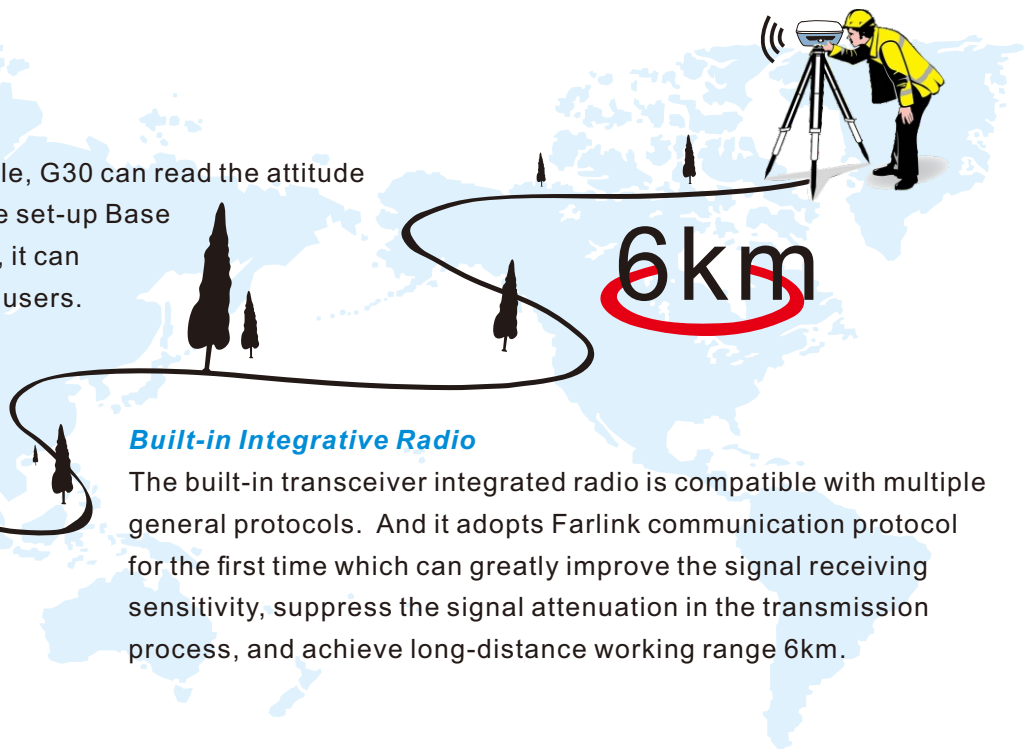 le, G30 can read the attitude
e set-up Base
, it can
users.
6km
Built-in Integrative Radio
The built-in transceiver integrated radio is compatible with multiple
general protocols. And it adopts Farlink communication protocol
for the first time which can greatly improve the signal receiving
sensitivity, suppress the signal attenuation in the transmission
process, and achieve long-distance working range 6km.